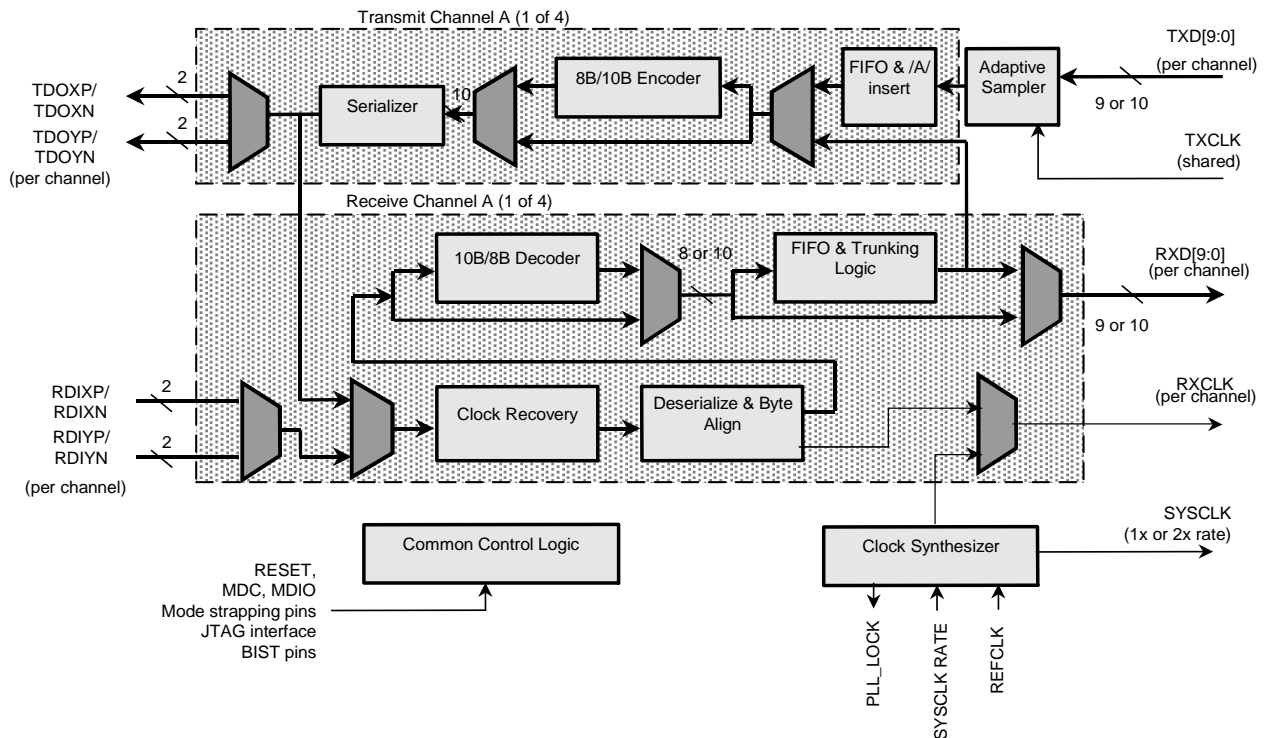 Transmit Channel A (1 of 4)
TDOXP/
TDOXN
TDOYP/
TDOYN
(per channel)
2
2
Serializer
10
8B/10B Encoder
FIFO & /A/
insert
Adaptive
Sampler
TXD[9:0]
(per channel)
9 or 10
TXCLK
(shared)
Receive Channel A (1 of 4)
10B/8B Decoder
8 or 10
FIFO & Trunking
Logic
RXD[9:0]
(per channel)
9 or 10
RDIXP/
RDIXN
RDIYP/
RDIYN
(per channel)
2
2
Clock Recovery
Deserialize & Byte
Align
RXCLK
(per channel)
Common Control Logic
RESET,
MDC, MDIO
Mode strapping pins
JTAG interface
BIST pins
Clock Synthesizer
SYSCLK
(1x or 2x rate)
PLL_LOCK
SYSCLK RATE
REFCLK